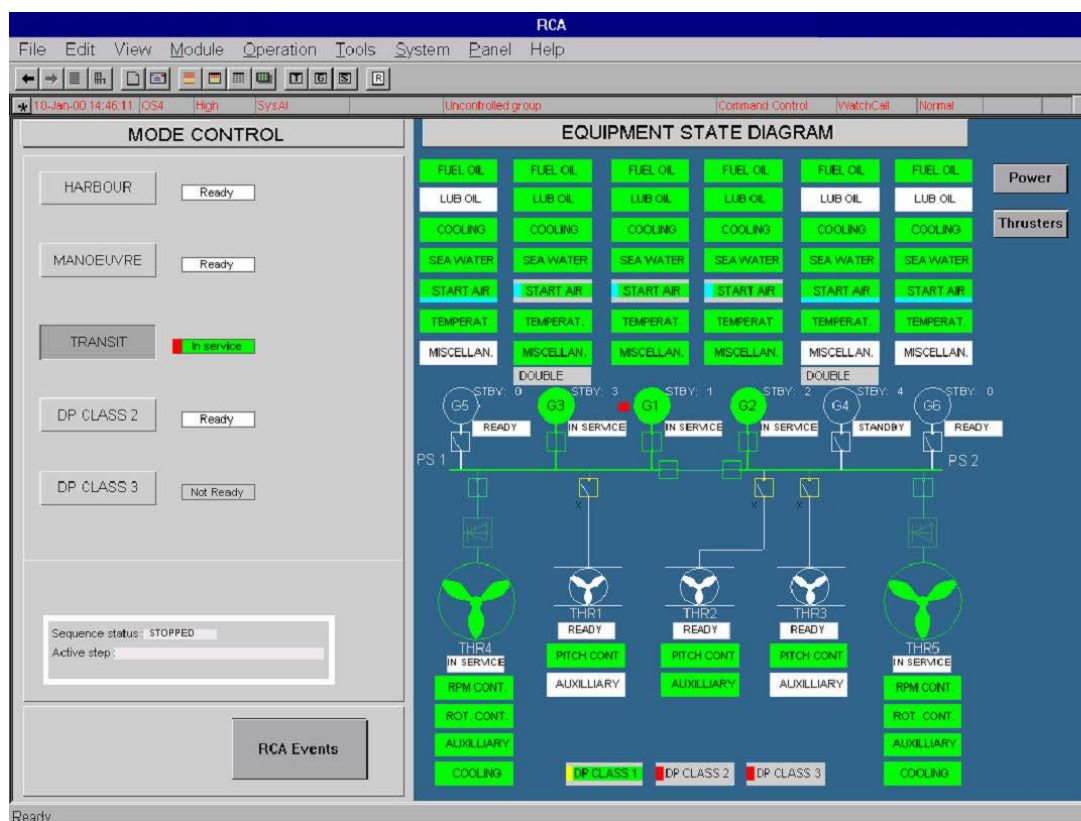 RCA
File Edit View Module Operation Tools System Panel Help
T G S R
18-Jan-00 14:46:11 OS4 High SysAl Uncontrolled group Command Control WatchCall Normal
MODE CONTROL
HARBOUR Ready
MANOEUVRE Ready
TRANSIT In service
DP CLASS 2 Ready
DP CLASS 3 Not Ready
Sequence status: STOPPED
Active step:
RCA Events
EQUIPMENT STATE DIAGRAM
FUEL OIL FUEL OIL FUEL OIL FUEL OIL FUEL OIL FUEL OIL
LUB OIL LUB OIL LUB OIL LUB OIL LUB OIL LUB OIL
COOLING COOLING COOLING COOLING COOLING COOLING
SEA WATER SEA WATER SEA WATER SEA WATER SEA WATER SEA WATER
START AIR START AIR START AIR START AIR START AIR START AIR
TEMPERAT. TEMPERAT. TEMPERAT. TEMPERAT. TEMPERAT. TEMPERAT.
MISCELLAN. MISCELLAN. MISCELLAN. MISCELLAN. MISCELLAN. MISCELLAN.
DOUBLE DOUBLE
STBY: 0 STBY: 3 STBY: 1 STBY: 2 STBY: 4 STBY: 0
G5 G3 G1 G2 G4 G6
READY IN SERVICE IN SERVICE IN SERVICE STANDBY READY
PS 1 PS 2
X X X
THR1 THR2 THR3
READY READY READY
THR4 THR5
IN SERVICE IN SERVICE
PITCH CONT PITCH CONT PITCH CONT
RPM CONT. AUXILLIARY AUXILLIARY AUXILLIARY RPM CONT.
ROT. CONT. ROT. CONT.
AUXILLIARY AUXILLIARY
COOLING DP CLASS 1 DP CLASS 2 DP CLASS 3 COOLING
Power
Thrusters
Ready